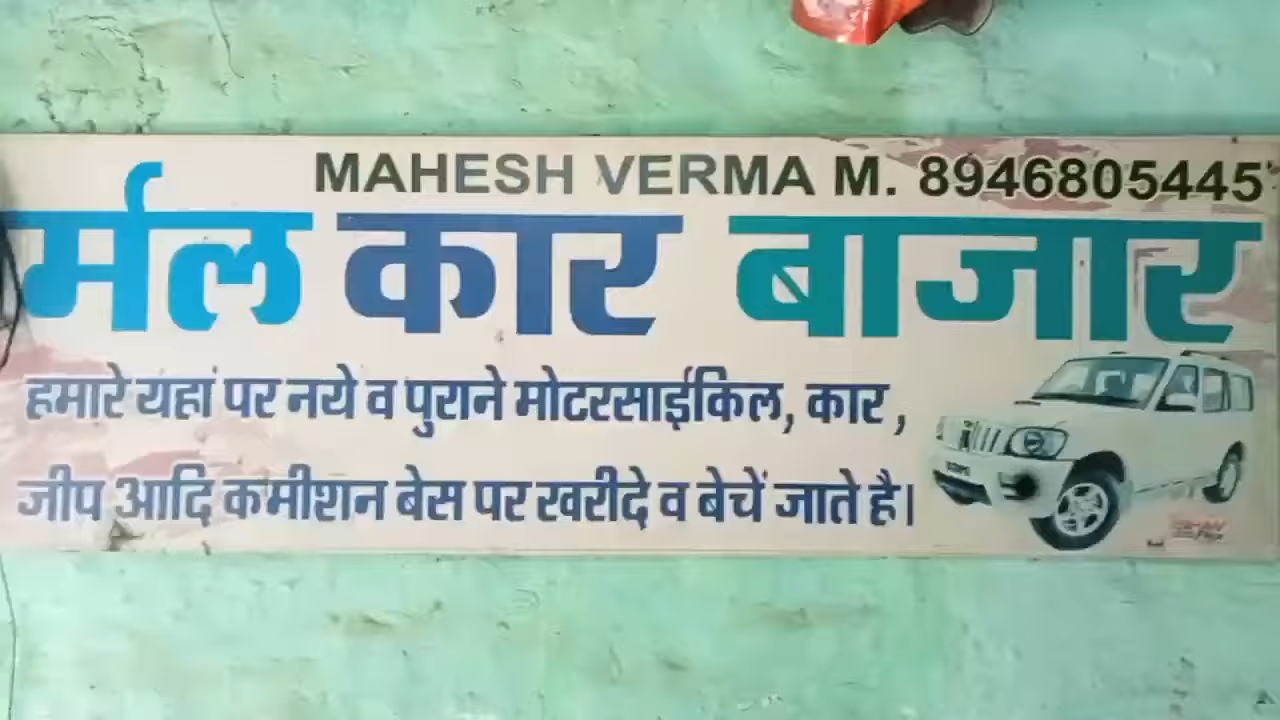 MAHESH VERMA M. 8946805445
र्मल कार बाजार
हमारे यहां पर नये व पुराने मोटरसाईकिल, कार ,
जीप आदि कमीशन बेस पर खरीदे व बेचें जाते है।